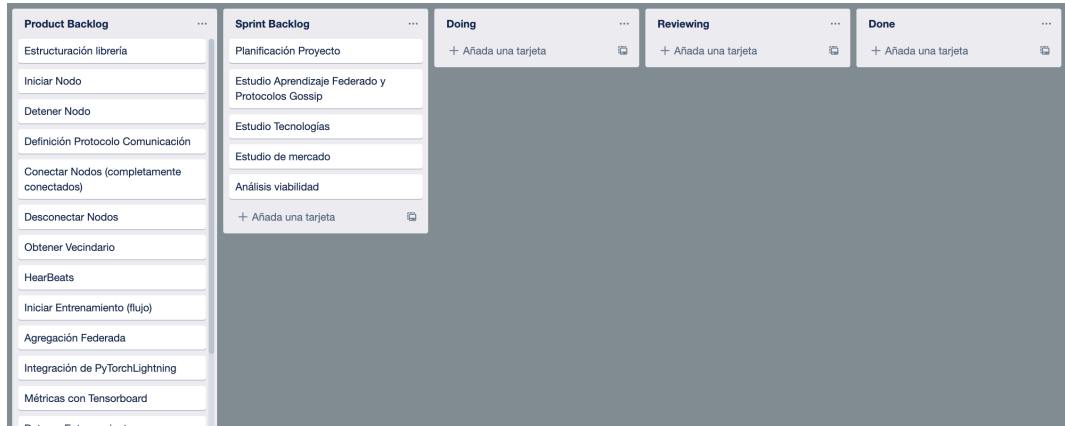 Product Backlog
Estructuración librería
Iniciar Nodo
Detener Nodo
Definición Protocolo Comunicación
Conectar Nodos (completamente
conectados)
Desconectar Nodos
Obtener Vecindario
HearBeats
Iniciar Entrenamiento (flujo)
Agregación Federada
Integración de PyTorchLightning
Métricas con Tensorboard
Sprint Backlog
Planificación Proyecto
Estudio Aprendizaje Federado y
Protocolos Gossip
Estudio Tecnologías
Estudio de mercado
Análisis viabilidad
+ Añada una tarjeta
Doing
+ Añada una tarjeta
Reviewing
+ Añada una tarjeta
Done
+ Añada una tarjeta